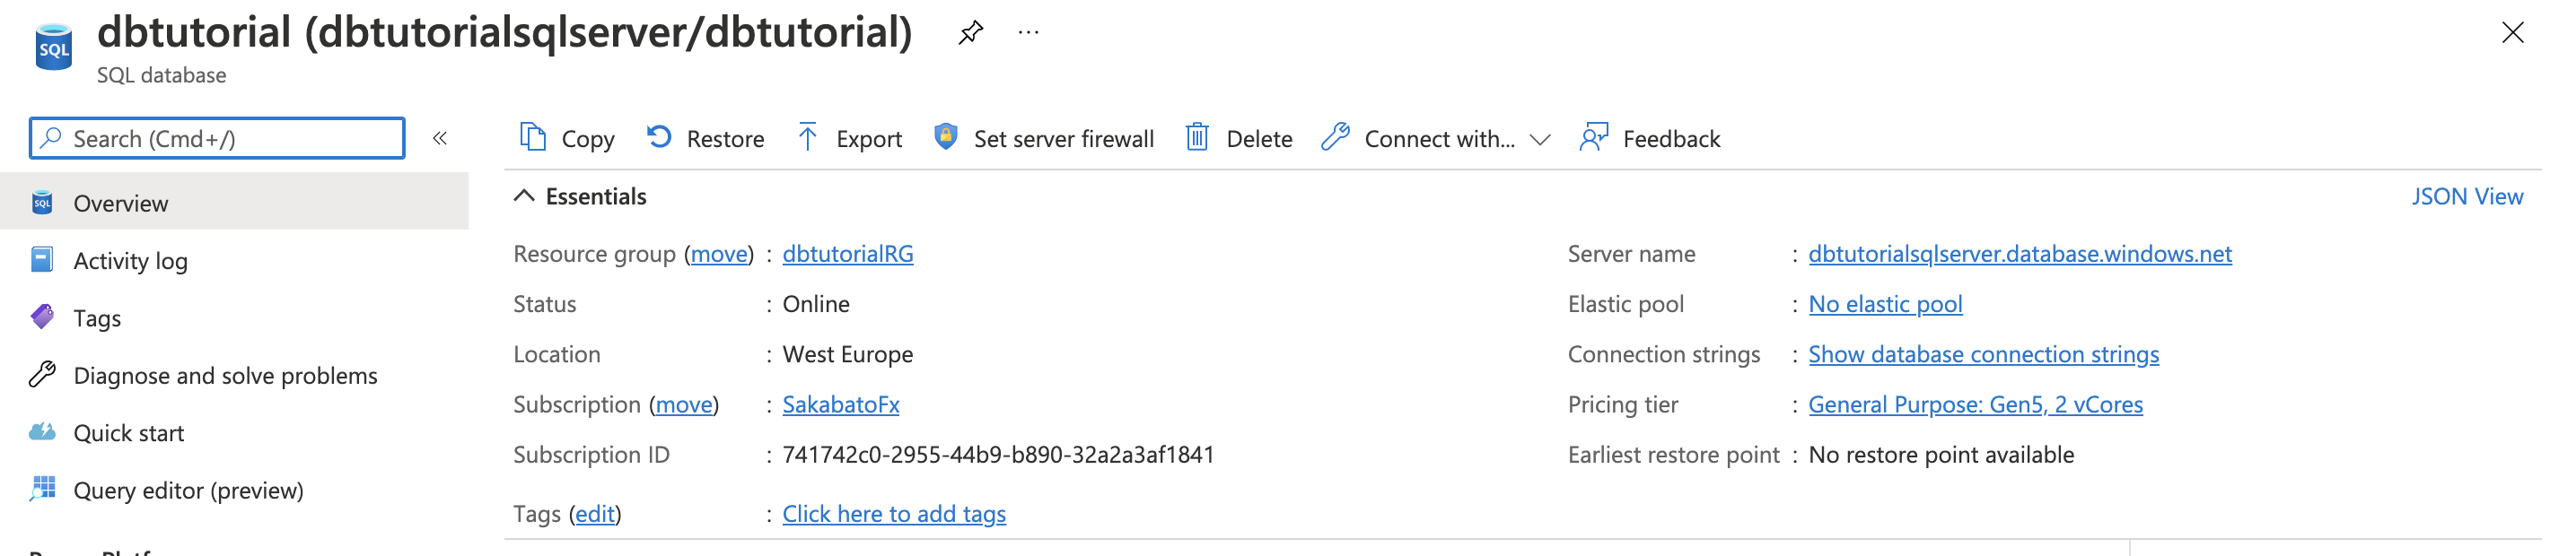 dbtutorial (dbtutorialsqlserver/dbtutorial)
SQL
SQL database
Search (Cmd+/)
Copy Restore Export Set server firewall Delete Connect with... Feedback
SQL Overview
Activity log
Tags
Diagnose and solve problems
Quick start
Query editor (preview)
Essentials
JSON View
Resource group (move) : dbtutorialRG
Status : Online
Location : West Europe
Subscription (move) : SakabatoFx
Subscription ID : 741742c0-2955-44b9-b890-32a2a3af1841
Tags (edit) : Click here to add tags
Server name : dbtutorialsqlserver.database.windows.net
Elastic pool : No elastic pool
Connection strings : Show database connection strings
Pricing tier : General Purpose: Gen5, 2 vCores
Earliest restore point : No restore point available